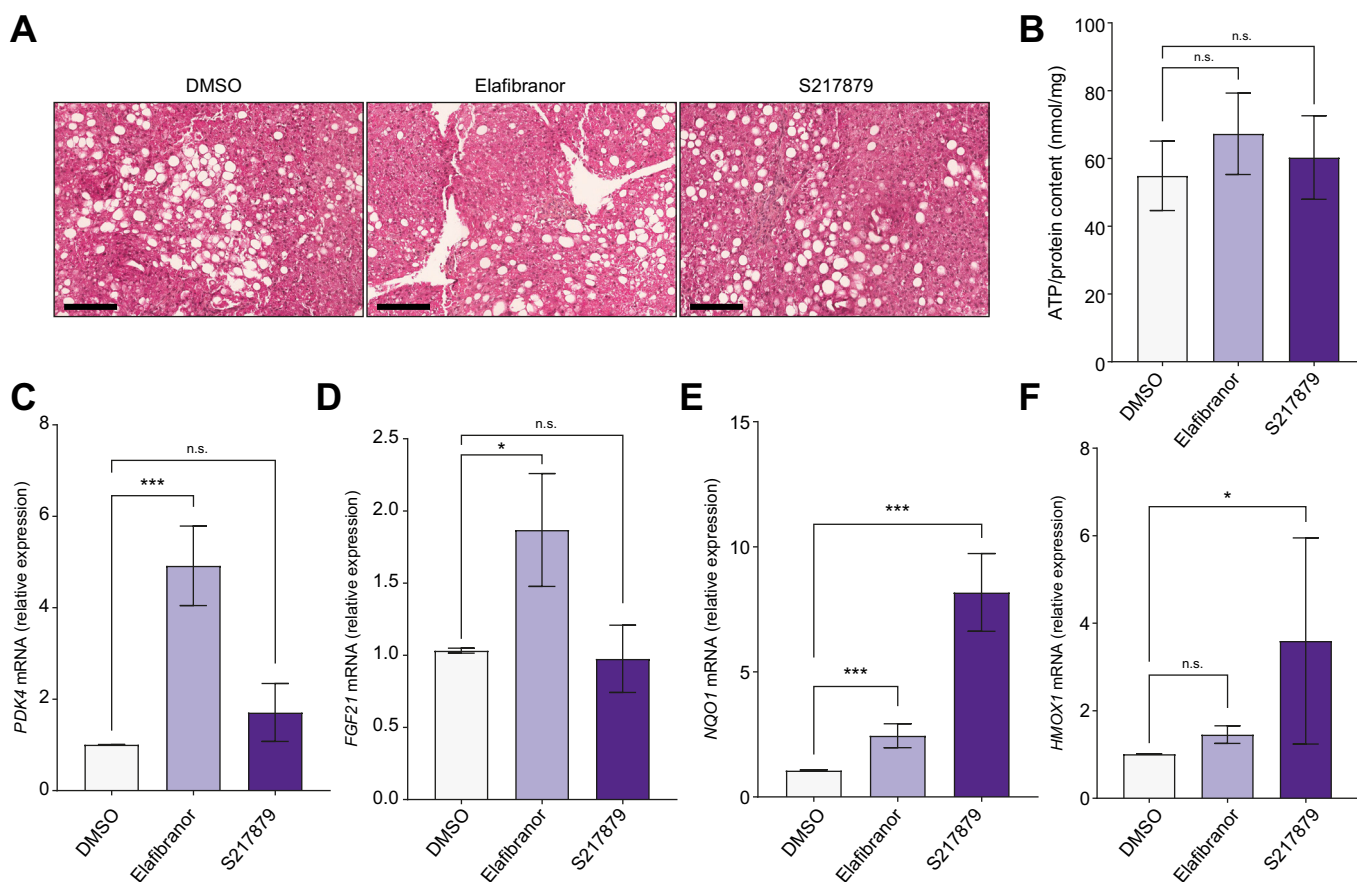 A
DMSO
Elafibranor
S217879
B
ATP/protein content (nmol/mg)
100
80
60
40
20
0
n.s.
n.s.
DMSO
Elafibranor
S217879
C
PDK4 mRNA (relative expression)
8
6
4
2
0
n.s.
***
DMSO
Elafibranor
S217879
D
FGF21 mRNA (relative expression)
2.5
2.0
1.5
1.0
0.5
0.0
n.s.
*
DMSO
Elafibranor
S217879
E
NQO1 mRNA (relative expression)
15
10
5
0
***
***
DMSO
Elafibranor
S217879
F
HMOX1 mRNA (relative expression)
8
6
4
2
0
*
n.s.
DMSO
Elafibranor
S217879